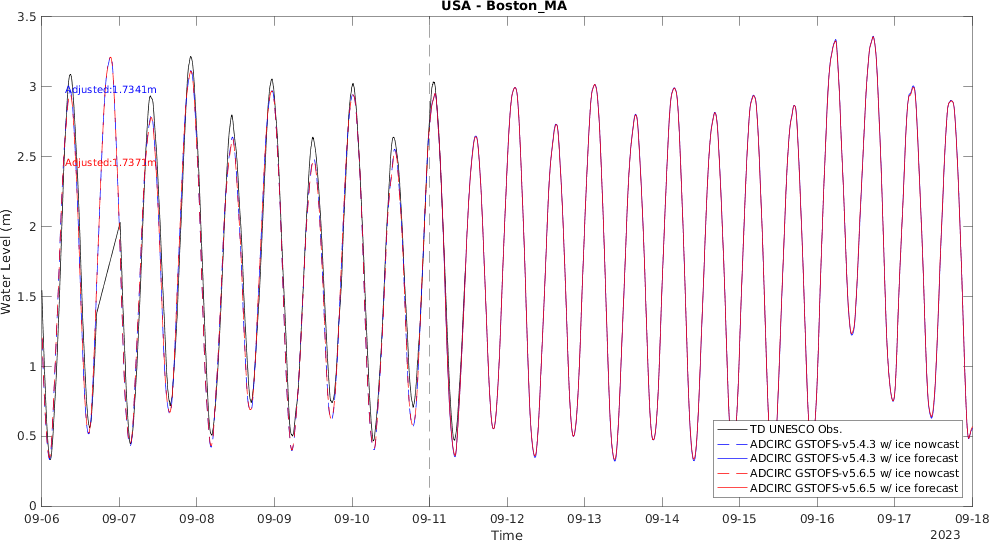 USA - Boston_MA
3.5
3
2.5
2
1.5
1
0.5
0
Water Level (m)
Adjusted:1.7341m
Adjusted:1.7371m
TD UNESCO Obs.
ADCIRC GSTOFS-v5.4.3 w/ ice nowcast
ADCIRC GSTOFS-v5.4.3 w/ ice forecast
ADCIRC GSTOFS-v5.6.5 w/ ice nowcast
ADCIRC GSTOFS-v5.6.5 w/ ice forecast
09-06 09-07 09-08 09-09 09-10 09-11 09-12 09-13 09-14 09-15 09-16 09-17 09-18
Time
2023